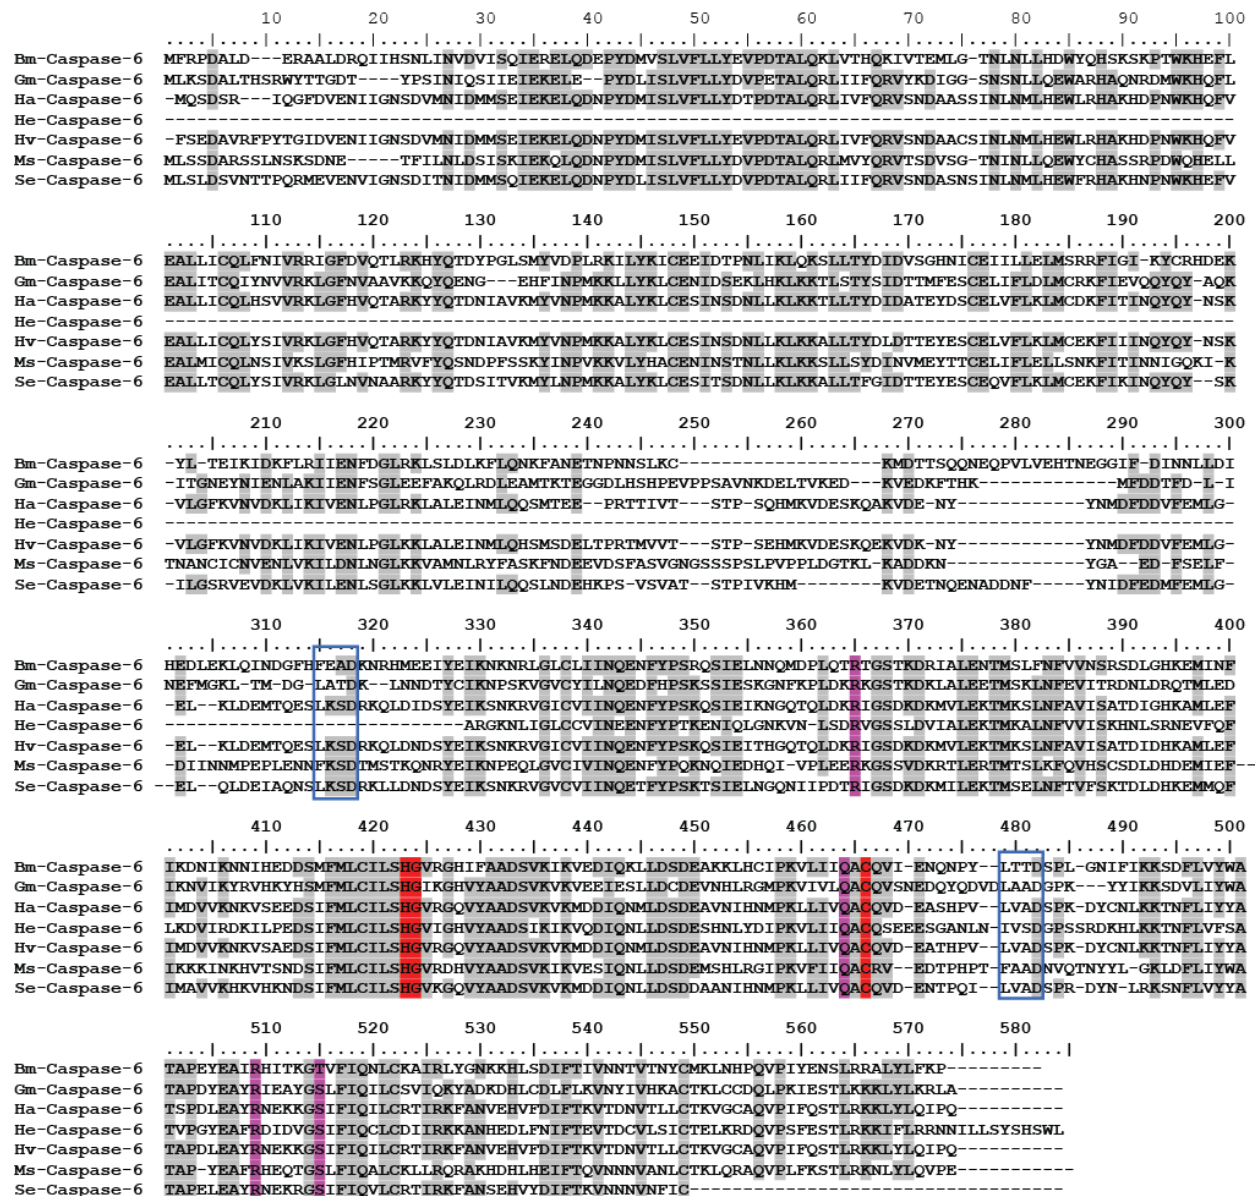 10 20 30 40 50 60 70 80 90 100
Bm-Caspase-6 MFRPDALD---ERAALDRQIIHSNLINVDVISQIERELQDEPYDMVSLVFLLYEVPDTALQKLVTHQKIVTEMLG-TNLNLLHDWYQHSKSKPTWKHEFL
Gm-Caspase-6 MLKSDALTHSRWYTTGDT----YPSINIQSIIEIEKELE--PYDLISLVFLLYDVPETALQRLIVYKDIGG-SNSLNLLQEWARHAQNRDMWKHQFL
Ha-Caspase-6 -MQSDSR---IQGFDVENIIGNSDVMNIDMMSEIEKELQDNPYDMISLVFLLYDTPDTALQRLIVFQRVSNDAASSINLNMLHEWLRHAKHDPNWKHQFV
He-Caspase-6 ----------------------------------------------------------------------------------------------------
Hv-Caspase-6 -FSEDAVRFPYTGIDVENIIGNSDVMNIDMMSEIEKELQDNPYDMISLVFLLYEVPDTALQRLIVFQRVSNDAACSINLNMLHEWLRHAKHDPNWKHQFV
Ms-Caspase-6 MLSSDARSSLNSKSDNE-----TFILNLDSISKIEKQLQDNPYDMISLVFLLYDVPDTALQRLMVYQRVTSDVSG-TNINLLQEWYCHASSRPDWQHELL
Se-Caspase-6 MLSLDSVNTTPQRMEVENVIGNSDITNIDMMSQIEKELQDNPYDLISLVFLLYDVPDTALQRLIIFQRVSNDASNSINLNMLHEWFRHAKHNPNWKHEFV
110 120 130 140 150 160 170 180 190 200
Bm-Caspase-6 EALLICQLFNIVRRIGFDVQTLRKHYQTDYPGLSMYVDPLRKILYKICEEIDTPNLIKLQKSLLTYDIDVSGHNICEIILLELMSRRFIGI-KYCRHDEK
Gm-Caspase-6 EALITCQIYNVVRKLGFNVAAVKKQYQENG---EHFINPMKKLLYKLCENIDSEKLHKLKKTLSTYSIDTTMFESCELIFLDLMCRKFIEVQQYQY-AQK
Ha-Caspase-6 EALLICQLHSVVRKLGFHVQTARKYYQTDNIAVKMYVNPMKKALYKLCESINSDNLLKLKKTLLTYDIDATEYDSCELVFLKLMCDKFITINQYQY-NSK
He-Caspase-6 ----------------------------------------------------------------------------------------------------
Hv-Caspase-6 EALLICQLYSIVRKLGFHVQTARKYYQTDNIAVKMYVNPMKKALYKLCESINSDNLLKLKKALLTYDLDTTEYESCELVFLKLMCEKFIIINQYQY-NSK
Ms-Caspase-6 EALMICQLNSIVKSLGFHIPTMRVFYQSNDPFSSKYINPVKKVLYHACENINSTNLLKLKKSLLSYDINVMEYTTCELIFLELLSNKFITINNIGQKI-K
Se-Caspase-6 EALLTCQLYSIVRKLGLNVNAARKYYQTDSITVKMYLNPMKKALYKLCESITSDNLLKLKKALLTFGIDTTEYESCEQVFLKLMCEKFIKINQYQY--SK
210 220 230 240 250 260 270 280 290 300
Bm-Caspase-6 -YL-TEIKIDKFLRIIENFDGLRKLSLDLKFLQNKFANETNPNNSLKC-------------------KMDTTSQQNEQPVLVEHTNEGGIF-DINNLLDI
Gm-Caspase-6 -ITGNEYNIENLAKIIENFSGLEEFAKQLRDLEAMTKTEGGDLHSHPEVPPSAVNKDELTVKED---KVEDKFTHK-------------MFDDTFD-L-I
Ha-Caspase-6 -VLGFKVNVDKLIKIVENLPGLRKLALEINMLQQSMTEE--PRTTIVT---STP-SQHMKVDESKQAKVDE-NY------------YNMDFDDVFEMLG-
He-Caspase-6 ----------------------------------------------------------------------------------------------------
Hv-Caspase-6 -VLGFKVNVDKLIKIVENLPGLKKLALEINMLQHSMSDELTPRTMVVT---STP-SEHMKVDESKQEKVDK-NY------------YNMDFDDVFEMLG-
Ms-Caspase-6 TNANCICNVENLVKILDNLNGLKKVAMNLRYFASKFNDEEVDSFASVGNGSSSPSLPVPPLDGTKL-KADDKN-------------YGA--ED-FSELF-
Se-Caspase-6 -ILGSRVEVDKVLKILENLSGLKKLVLEINILQQSLNDEHKPS-VSVAT--STPIVKHM--------KVDETNQENADDNF-----YNIDFEDMFEMLG-
310 320 330 340 350 360 370 380 390 400
Bm-Caspase-6 HEDLEKLQINDGFHFEADKNRHMEEIYEIKNKNRLGLCLIINQENFYPSRQSIELNNQMDPLQTRTGSTKDRIALENTMSLFNFVVNSRSDLGHKEMINF
Gm-Caspase-6 NEFMGKL-TM-DG-LATDK--LNNDTYCIKNPSKVGVCYILNQEDFHPSKSSIESKGNFKPLDKRKGSTKDKLALEETMSKLNFEVITRDNLDRQTMLED
Ha-Caspase-6 -EL--KLDEMTQESLKSDRKQLDIDSYEIKSNKRVGICVIINQENFYPSKQSIEIKNGQTQLDKRIGSDKDKMVLEKTMSKLNFAVISATDIGHKAMLEF
He-Caspase-6 ----------------------------ARGKNLIGLCCVINEENFYPTKENIQLGNKVN-LSDRVGSSLDVIALEKTMKALNFVVISKHNLSRNEVFQF
Hv-Caspase-6 -EL--KLDEMTQESLKSDRKQLDNDSYEIKSNKRVGICVIINQENFYPSKQSIEITHGQTQLDKRIGSDKDKMVLEKTMSKLNFAVISATDIDHKAMLEF
Ms-Caspase-6 -DIINNMPEPLENNFKSDTMSTKQNRYEIKNPEQLGVCIVINQENFYPQKNQIEDHQI-VPLEERKGSSVDKRTLERTMTSLKFQVHSCSDLDHDEMIEF--
Se-Caspase-6 --EL--QLDEIAQNSLKSDRKLLDNDSYEIKSNKRVGVCVIINQETFYPSKTSIELNGQNIIPDTRIGSDKDKMILEKTMSELNFTVFSKTDLDHKEMMQF
410 420 430 440 450 460 470 480 490 500
Bm-Caspase-6 IKDNIKNNIHEDDSMFMLCILSHGVRGHIFAADSVKIKVEDIQKLLDSDEAKKLHCIPKVLIIQACQVI-ENQNPY--LTTDSPL-GNIFIKKSDFLVYWA
Gm-Caspase-6 IKNVIKYRVHKYHSMFMLCILSHGIKGHVYAADSVKVKVEEIESLLDCDEVNHLRGMPKVIVLQACQVSNEDQYQDVDLAADGPK---YYIKKSDVLIYWA
Ha-Caspase-6 IMDVVKNKVSEEDSIFMLCILSHGVRGQVYAADSVKVKMDDIQNMLDSDEAVNIHNMPKLLIVQACQVD-EASHPV--LVADSPK-DYCNLKKTNFLIYYA
He-Caspase-6 LKDVIRDKILPEDSIFMLCILSHGVIGHVYAADSIKIKVQDIQNLLDSDESHNLYDIPKVLIIQACQSEEESGANLN-IVSDGPSSRDKHLKKTNFLVFSA
Hv-Caspase-6 IMDVVKNKVSAEDSIFMLCILSHGVRGQVYAADSVKVKMDDIQNMLDSDEAVNIHNMPKLLIVQACQVD-EATHPV--LVADSPK-DYCNLKKTNFLIYYA
Ms-Caspase-6 IKKKINKHVTSNDSIFMLCILSHGVRDHVYAADSVKIKVESIQNLLDSDEMSHLRGIPKVFIIQACRV--EDTPHPT-FAADNVQTNYYL-GKLDFLIYWA
Se-Caspase-6 IMAVVKHKVHKNDSIFMLCILSHGVKGQVYAADSVKVKMDDIQNLLDSDDAANIHNMPKLLIVQACQVD-ENTPQI--LVADSPR-DYN-LRKSNFLVYYA
510 520 530 540 550 560 570 580
Bm-Caspase-6 TAPEYEAIRHITKGTVFIQNLCKAIRLYGNKKHLSDIFTIVNNTVTNYCMKLNHPQVPIYENSLRRALYLFKP---------
Gm-Caspase-6 TAPDYEAYRIEAYGSLFIQILCSVIQKYADKDHLCDLFLKVNYIVHKACTLCCDQLPKIESTLKKLLYLKRLA----------
Ha-Caspase-6 TSPDLEAYRNEKKGSIFIQILCRTIRKFANVEHVFDIFTKVTDNVTLLCTKVGCAQVPIFQSTLRKKLYLQIPQ----------
He-Caspase-6 TVPGYEAFRDIDVGSIFIQCLCDIIRKKANHEDLFNIFTEVTDCVLSICTELKRDQVPSFESTLRKKIFLRRNNILLSYSHSWL
Hv-Caspase-6 TAPDLEAYRNEKKGSIFIQILCRTIRKFANVEHVFDIFTKVTDNVTLLCTKVGCAQVPIFQSTLRKKLYLQIPQ----------
Ms-Caspase-6 TAP-YEAFRHEQTGSLFIQALCKLLRQRAKHDHLHEIFTQVNNNVANLCTKLQRAQVPLFKSTLRKNLYLQVPE-----------
Se-Caspase-6 TAPELEAYRNEKRGSIFIQVLCRTIRKFANSEHVYDIFTKVNNNVNFIC-----------------------------------